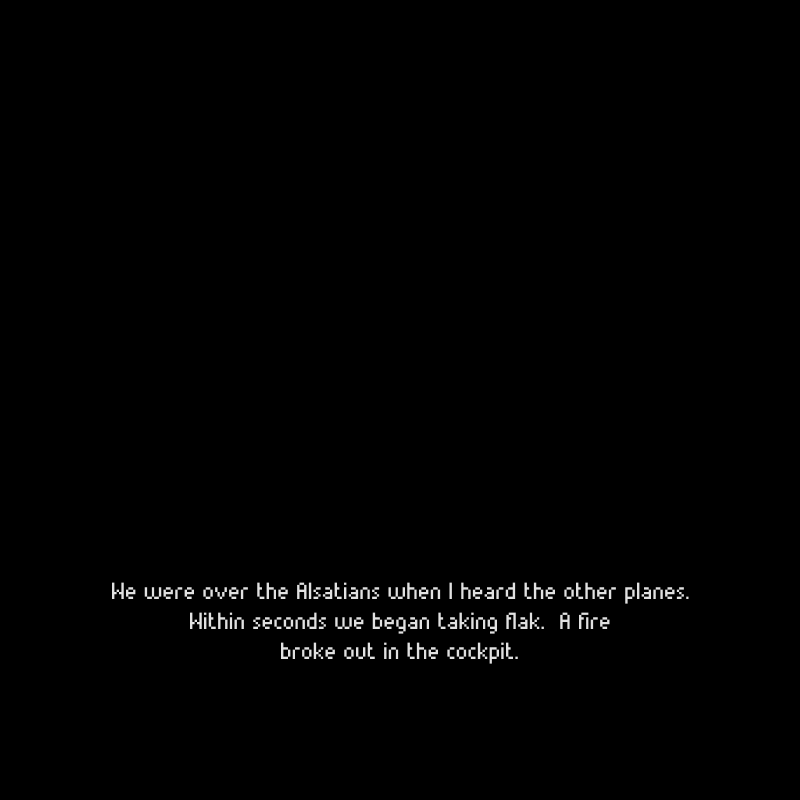 We were over the Alsatians when I heard the other planes.
Within seconds we began taking flak.  A fire
broke out in the cockpit.